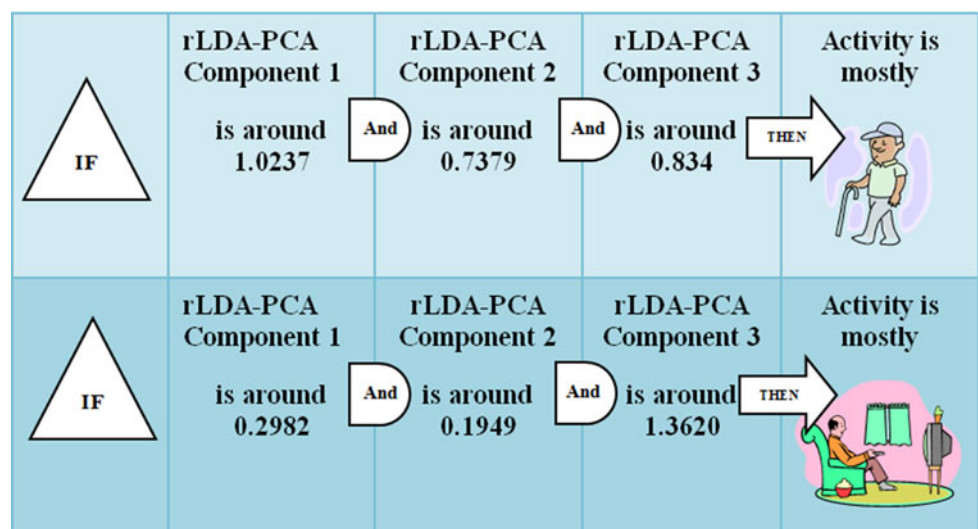 IF
rLDA-PCA
Component 1
is around
1.0237
And
rLDA-PCA
Component 2
is around
0.7379
And
rLDA-PCA
Component 3
is around
0.834
THEN
Activity is
mostly
IF
rLDA-PCA
Component 1
is around
0.2982
And
rLDA-PCA
Component 2
is around
0.1949
And
rLDA-PCA
Component 3
is around
1.3620
THEN
Activity is
mostly